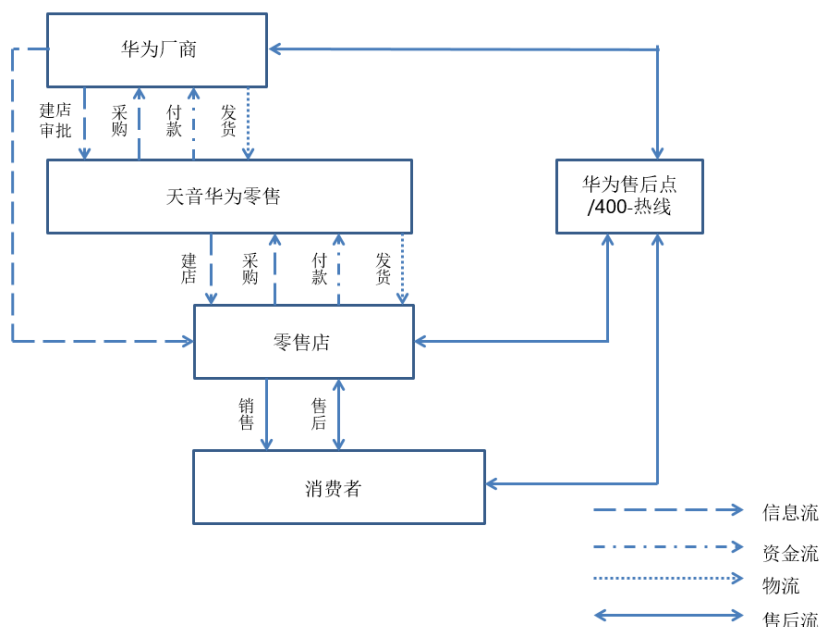 华为厂商
建店
审批
采购
付款
发货
天音华为零售
华为售后点
/400-热线
建店
采购
付款
发货
零售店
销售
售后
消费者
信息流
资金流
物流
售后流